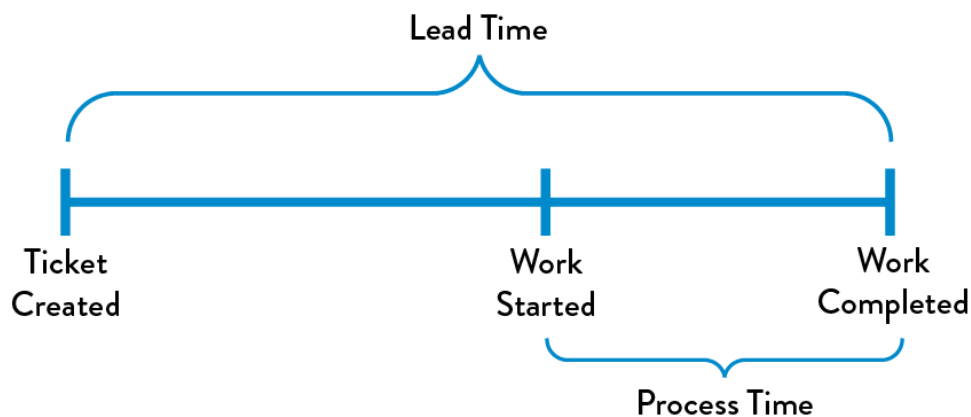 Lead Time
Ticket
Created
Work
Started
Work
Completed
Process Time